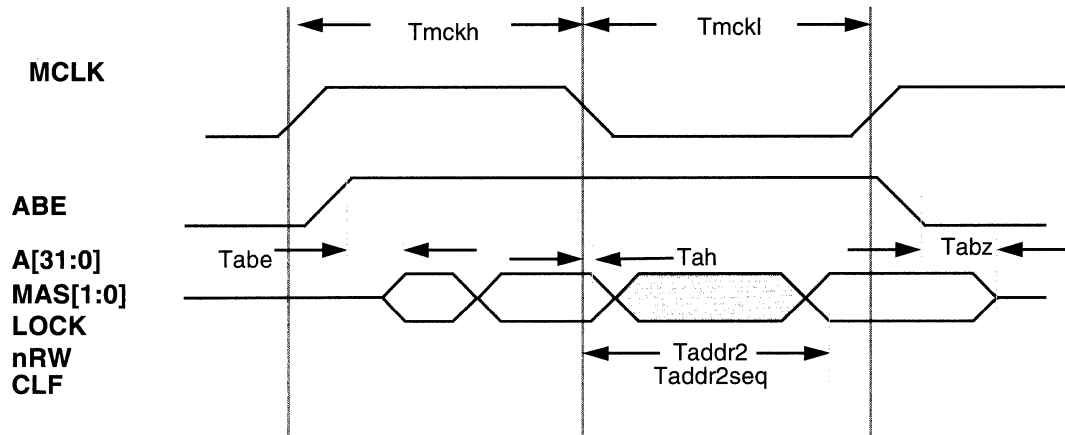 Tmckh
Tmckl
MCLK
ABE
Tabe
Tah
Tabz
A[31:0]
MAS[1:0]
LOCK
nRW
CLF
Taddr2
Taddr2seq